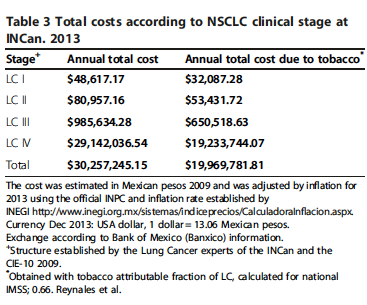 Table 3 Total costs according to NSCLC clinical stage at
INCan. 2013
Stage+ Annual total cost Annual total cost due to tobacco*
LC I $48,617.17 $32,087.28
LC II $80,957.16 $53,431.72
LC III $985,634.28 $650,518.63
LC IV $29,142,036.54 $19,233,744.07
Total $30,257,245.15 $19,969,781.81
The cost was estimated in Mexican pesos 2009 and was adjusted by inflation for
2013 using the official INPC and inflation rate established by
INEGI http://www.inegi.org.mx/sistemas/indiceprecios/CalculadoraInflacion.aspx.
Currency Dec 2013: USA dollar, 1 dollar = 13.06 Mexican pesos.
Exchange according to Bank of Mexico (Banxico) information.
+Structure established by the Lung Cancer experts of the INCan and the
CIE-10 2009.
*Obtained with tobacco attributable fraction of LC, calculated for national
IMSS; 0.66. Reynales et al.